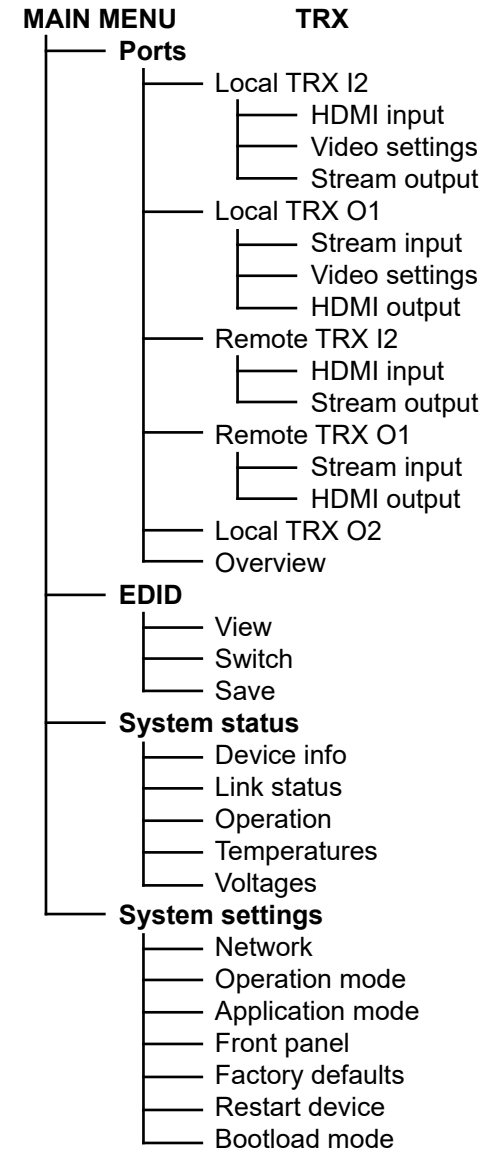 MAIN MENU TRX
Ports
Local TRX I2
HDMI input
Video settings
Stream output
Local TRX O1
Stream input
Video settings
HDMI output
Remote TRX I2
HDMI input
Stream output
Remote TRX O1
Stream input
HDMI output
Local TRX O2
Overview
EDID
View
Switch
Save
System status
Device info
Link status
Operation
Temperatures
Voltages
System settings
Network
Operation mode
Application mode
Front panel
Factory defaults
Restart device
Bootload mode